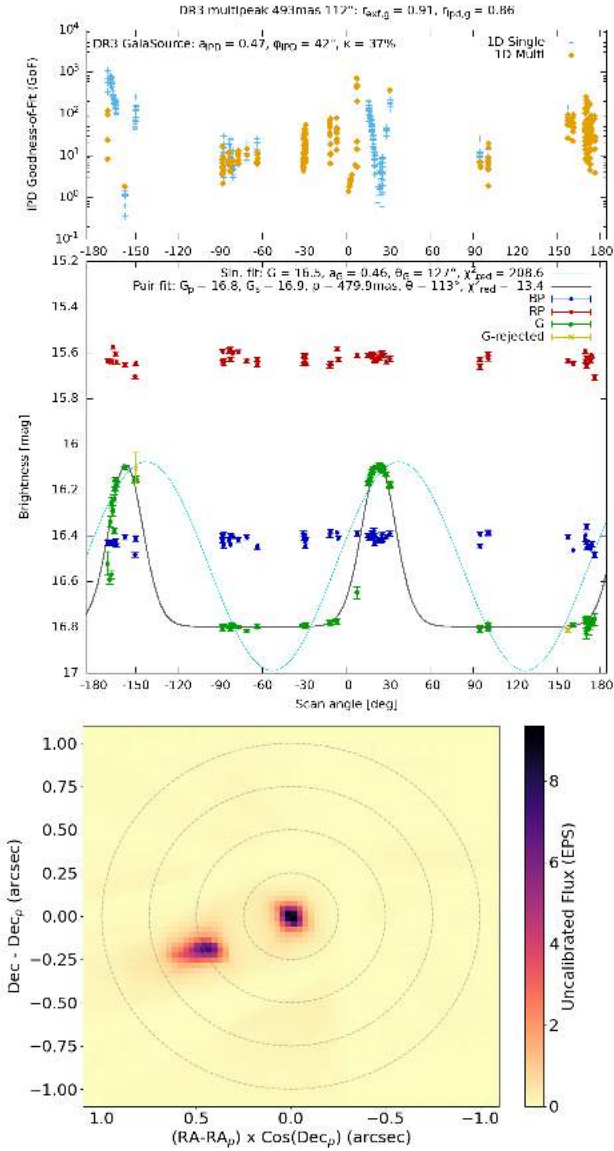 DR3 multipeak 493mas 112°: r_exf,g = 0.91, r_ipd,g = 0.86
DR3 GaiaSource: a_IPD = 0.47, φ_IPD = 42°, κ = 37%
1D Single
1D Multi
IPD Goodness-of-Fit (GoF)
10^4
10^3
10^2
10^1
10^0
10^-1
-180 -150 -120 -90 -60 -30 0 30 60 90 120 150 180
Sin. fit: G = 16.5, a_G = 0.46, θ_G = 127°, χ²_red = 208.6
Pair fit: G_p = 16.8, G_s = 16.9, ρ = 479.9mas, θ = 113°, χ²_red = 13.4
BP
RP
G
G-rejected
Brightness [mag]
15.2
15.4
15.6
15.8
16
16.2
16.4
16.6
16.8
17
-180 -150 -120 -90 -60 -30 0 30 60 90 120 150 180
Scan angle [deg]
Dec - Dec_p (arcsec)
1.00
0.75
0.50
0.25
0.00
−0.25
−0.50
−0.75
−1.00
1.0 0.5 0.0 −0.5 −1.0
(RA-RA_p) x Cos(Dec_p) (arcsec)
8
6
4
2
0
Uncalibrated Flux (EPS)